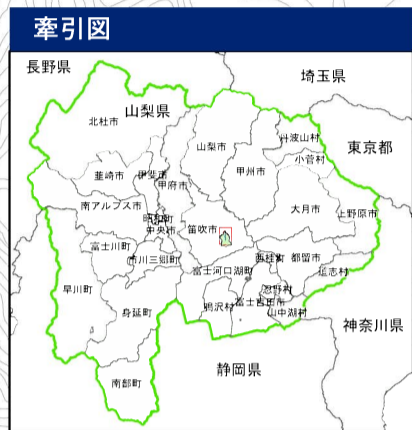 牽引図
長野県
埼玉県
山梨県
北杜市
山梨市
丹波山村
小菅村
東京都
甲州市
韮崎市
甲斐市
甲府市
南アルプス市
昭和町
中央市
笛吹市
大月市
上野原市
富士川町
市川三郷町
西桂町
都留市
道志村
富士河口湖町
早川町
鳴沢村
富士吉田市
忍野村
山中湖村
身延町
神奈川県
静岡県
南部町